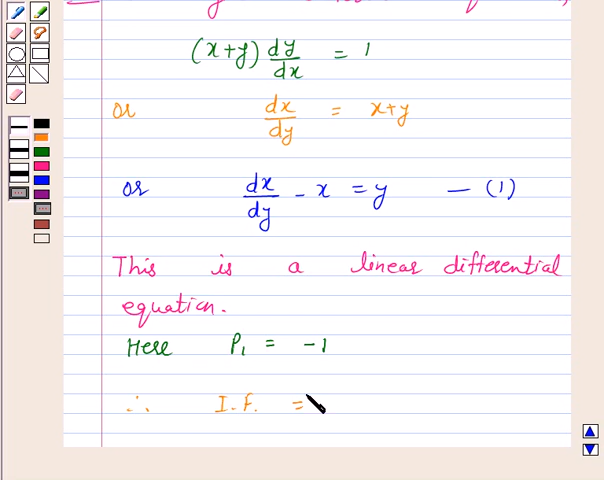 (x+y) dy/dx = 1
or dx/dy = x+y
or dx/dy - x = y — (1)
This is a linear differential
equation.
Here P₁ = -1
∴ I.F. =